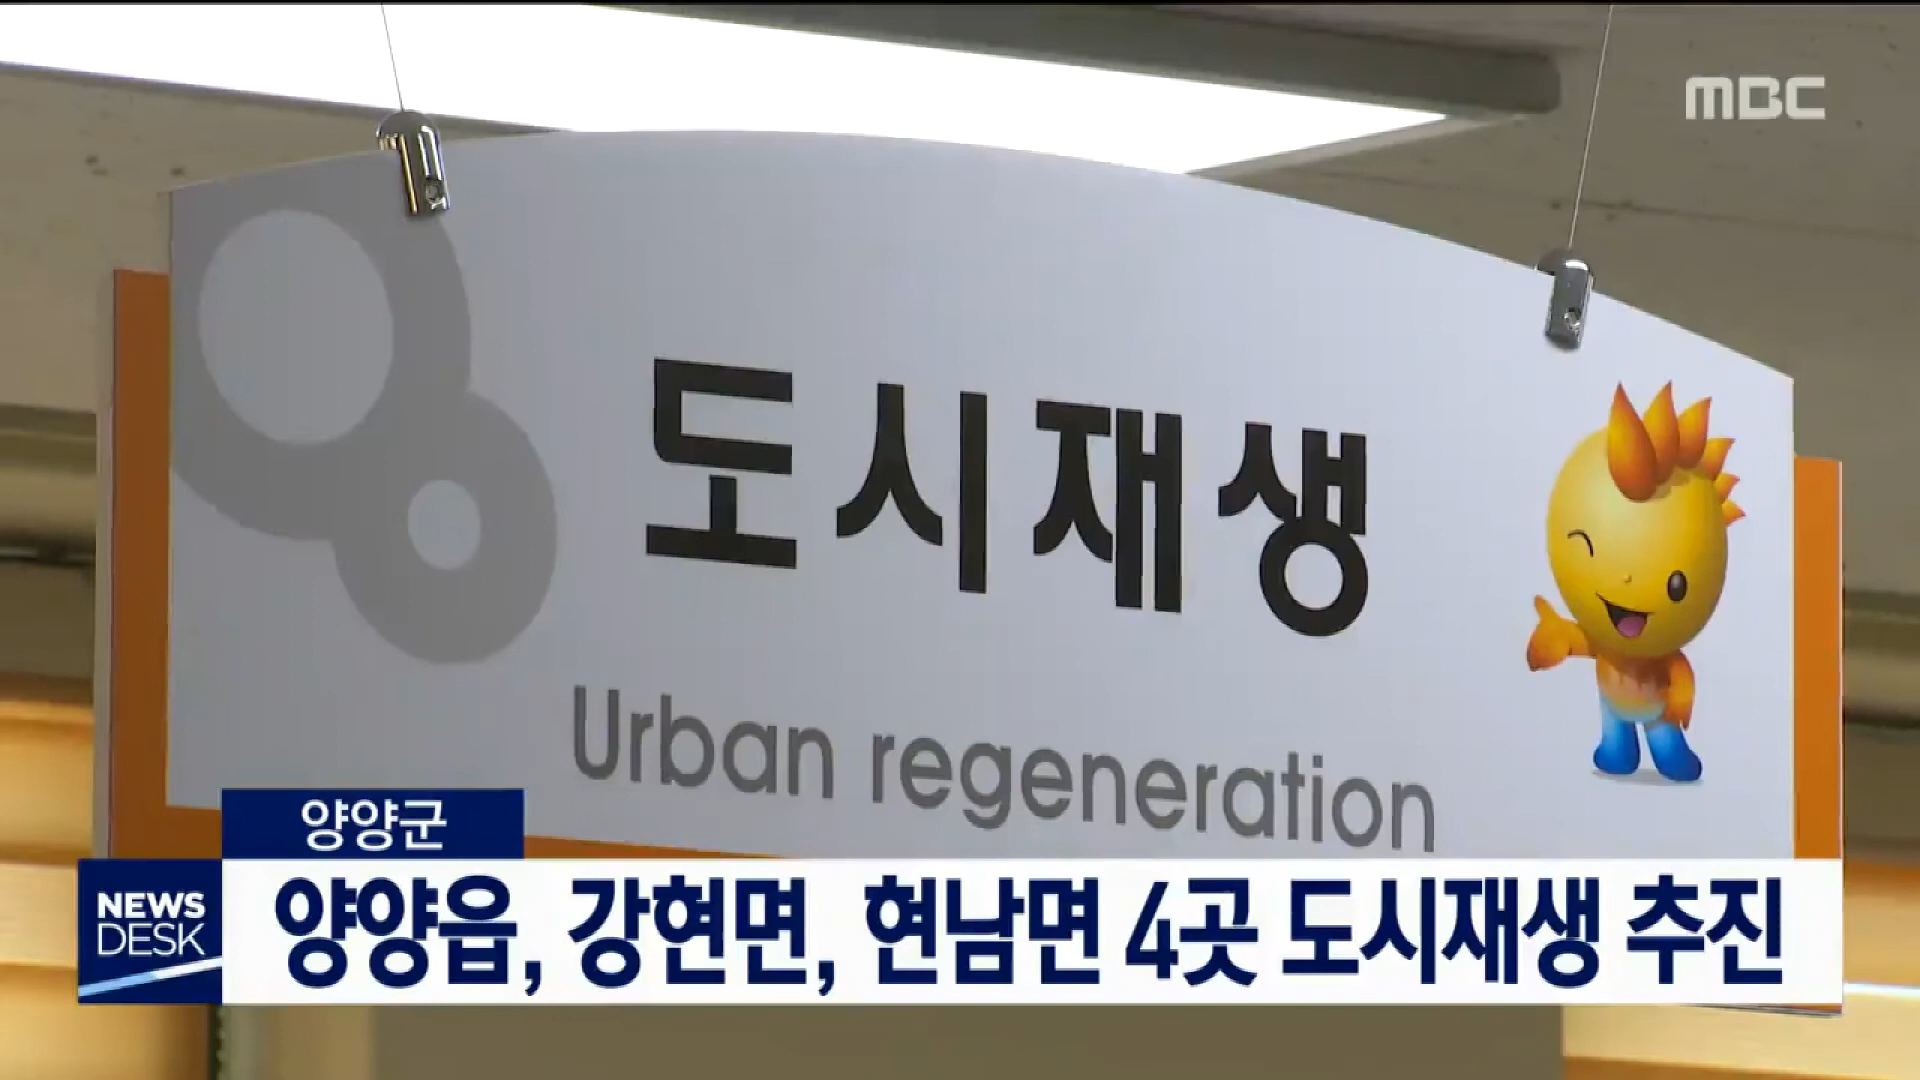 MBC
도시재생
Urban regeneration
양양군
NEWS
DESK
양양읍, 강현면, 현남면 4곳 도시재생 추진